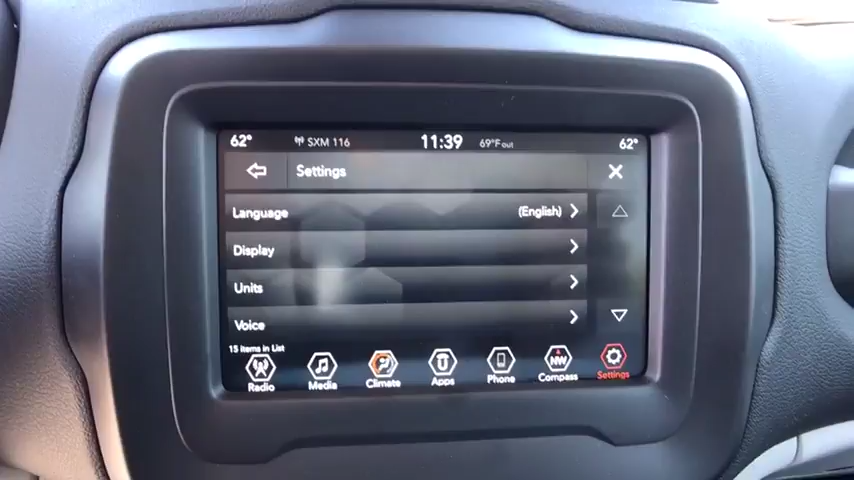 62° SXM 116 11:39 69°F out 62°
Settings
Language (English)
Display
Units
Voice
15 Items in List
Radio Media Climate Apps Phone NW Compass Settings